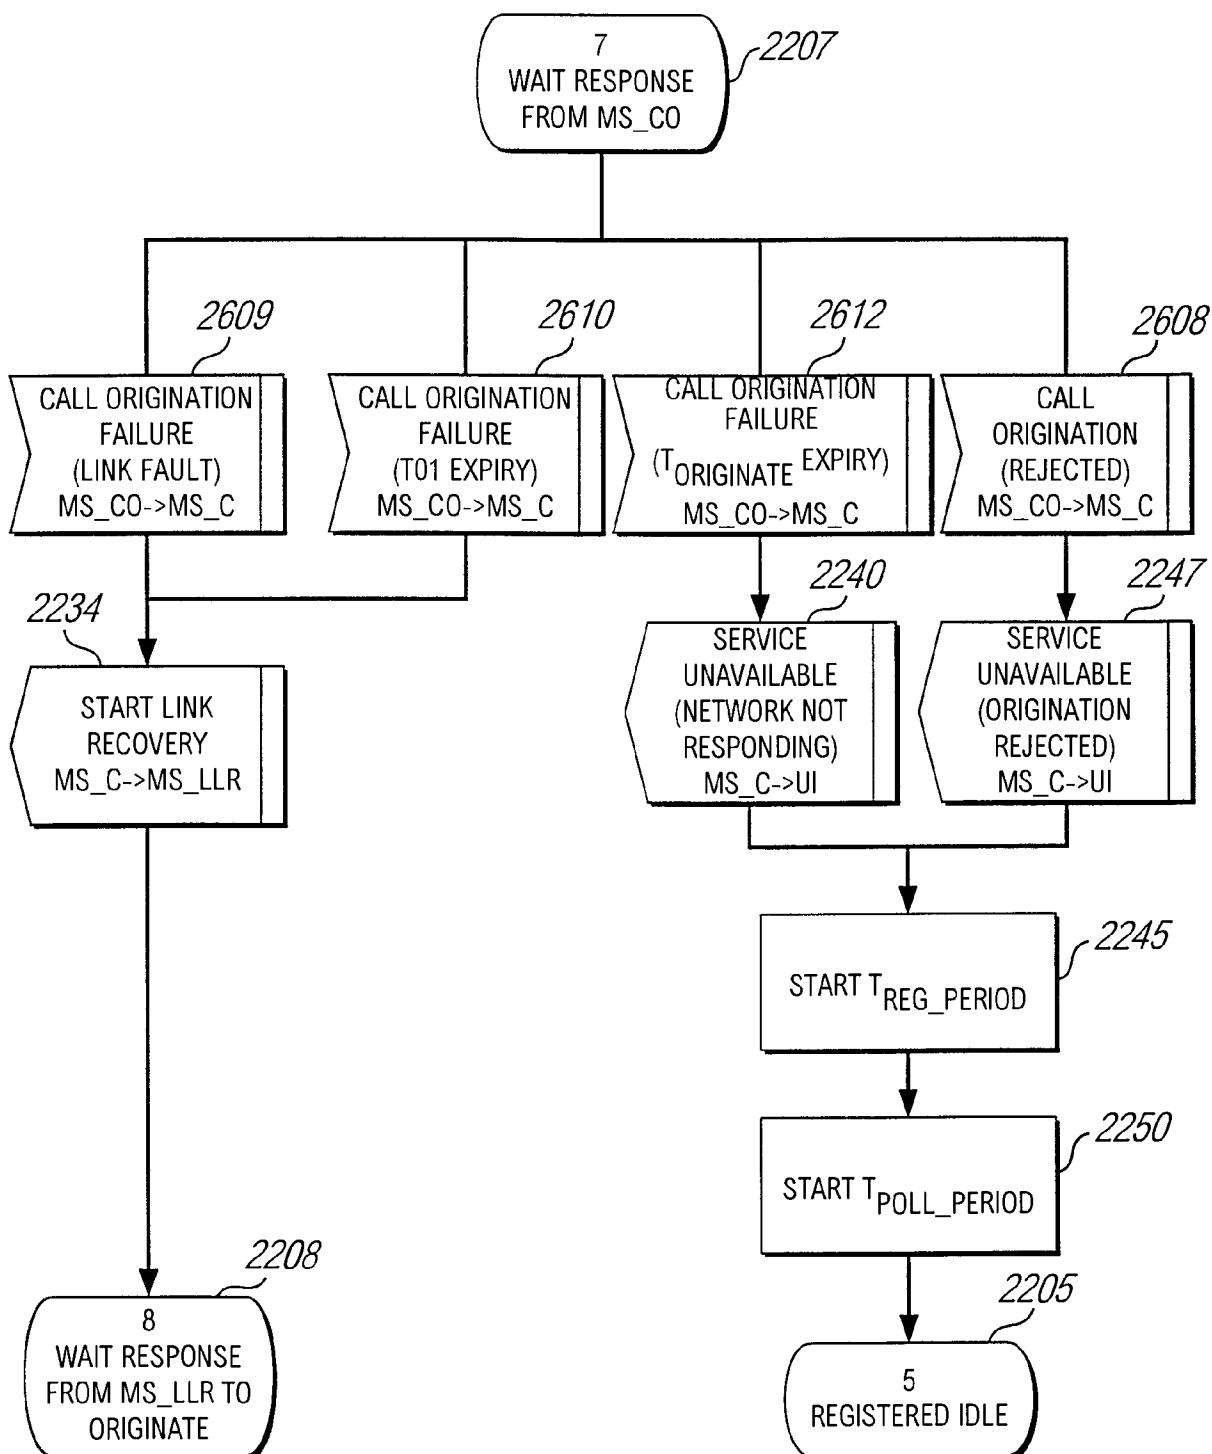 7
WAIT RESPONSE
FROM MS_CO
2207
2609
CALL ORIGINATION
FAILURE
(LINK FAULT)
MS_CO->MS_C
2610
CALL ORIGINATION
FAILURE
(T01 EXPIRY)
MS_CO->MS_C
2612
CALL ORIGINATION
FAILURE
(TORIGINATE EXPIRY)
MS_CO->MS_C
2608
CALL
ORIGINATION
(REJECTED)
MS_CO->MS_C
2234
START LINK
RECOVERY
MS_C->MS_LLR
2240
SERVICE
UNAVAILABLE
(NETWORK NOT
RESPONDING)
MS_C->UI
2247
SERVICE
UNAVAILABLE
(ORIGINATION
REJECTED)
MS_C->UI
2245
START TREG_PERIOD
2250
START TPOLL_PERIOD
2208
8
WAIT RESPONSE
FROM MS_LLR TO
ORIGINATE
2205
5
REGISTERED IDLE